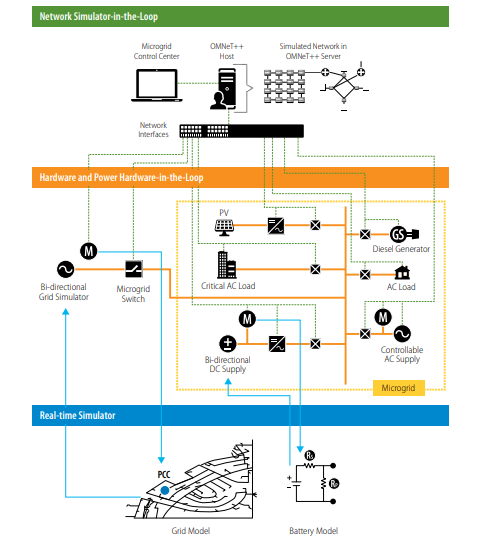 Network Simulator-in-the-Loop
Microgrid
Control Center
OMNeT++
Host
Simulated Network in
OMNeT++ Server
Network
Interfaces
Hardware and Power Hardware-in-the-Loop
PV
GS
Diesel Generator
M
Bi-directional
Grid Simulator
Microgrid
Switch
Critical AC Load
AC Load
M
M
Bi-directional
DC Supply
Controllable
AC Supply
Microgrid
Real-time Simulator
PCC
Grid Model
Battery Model